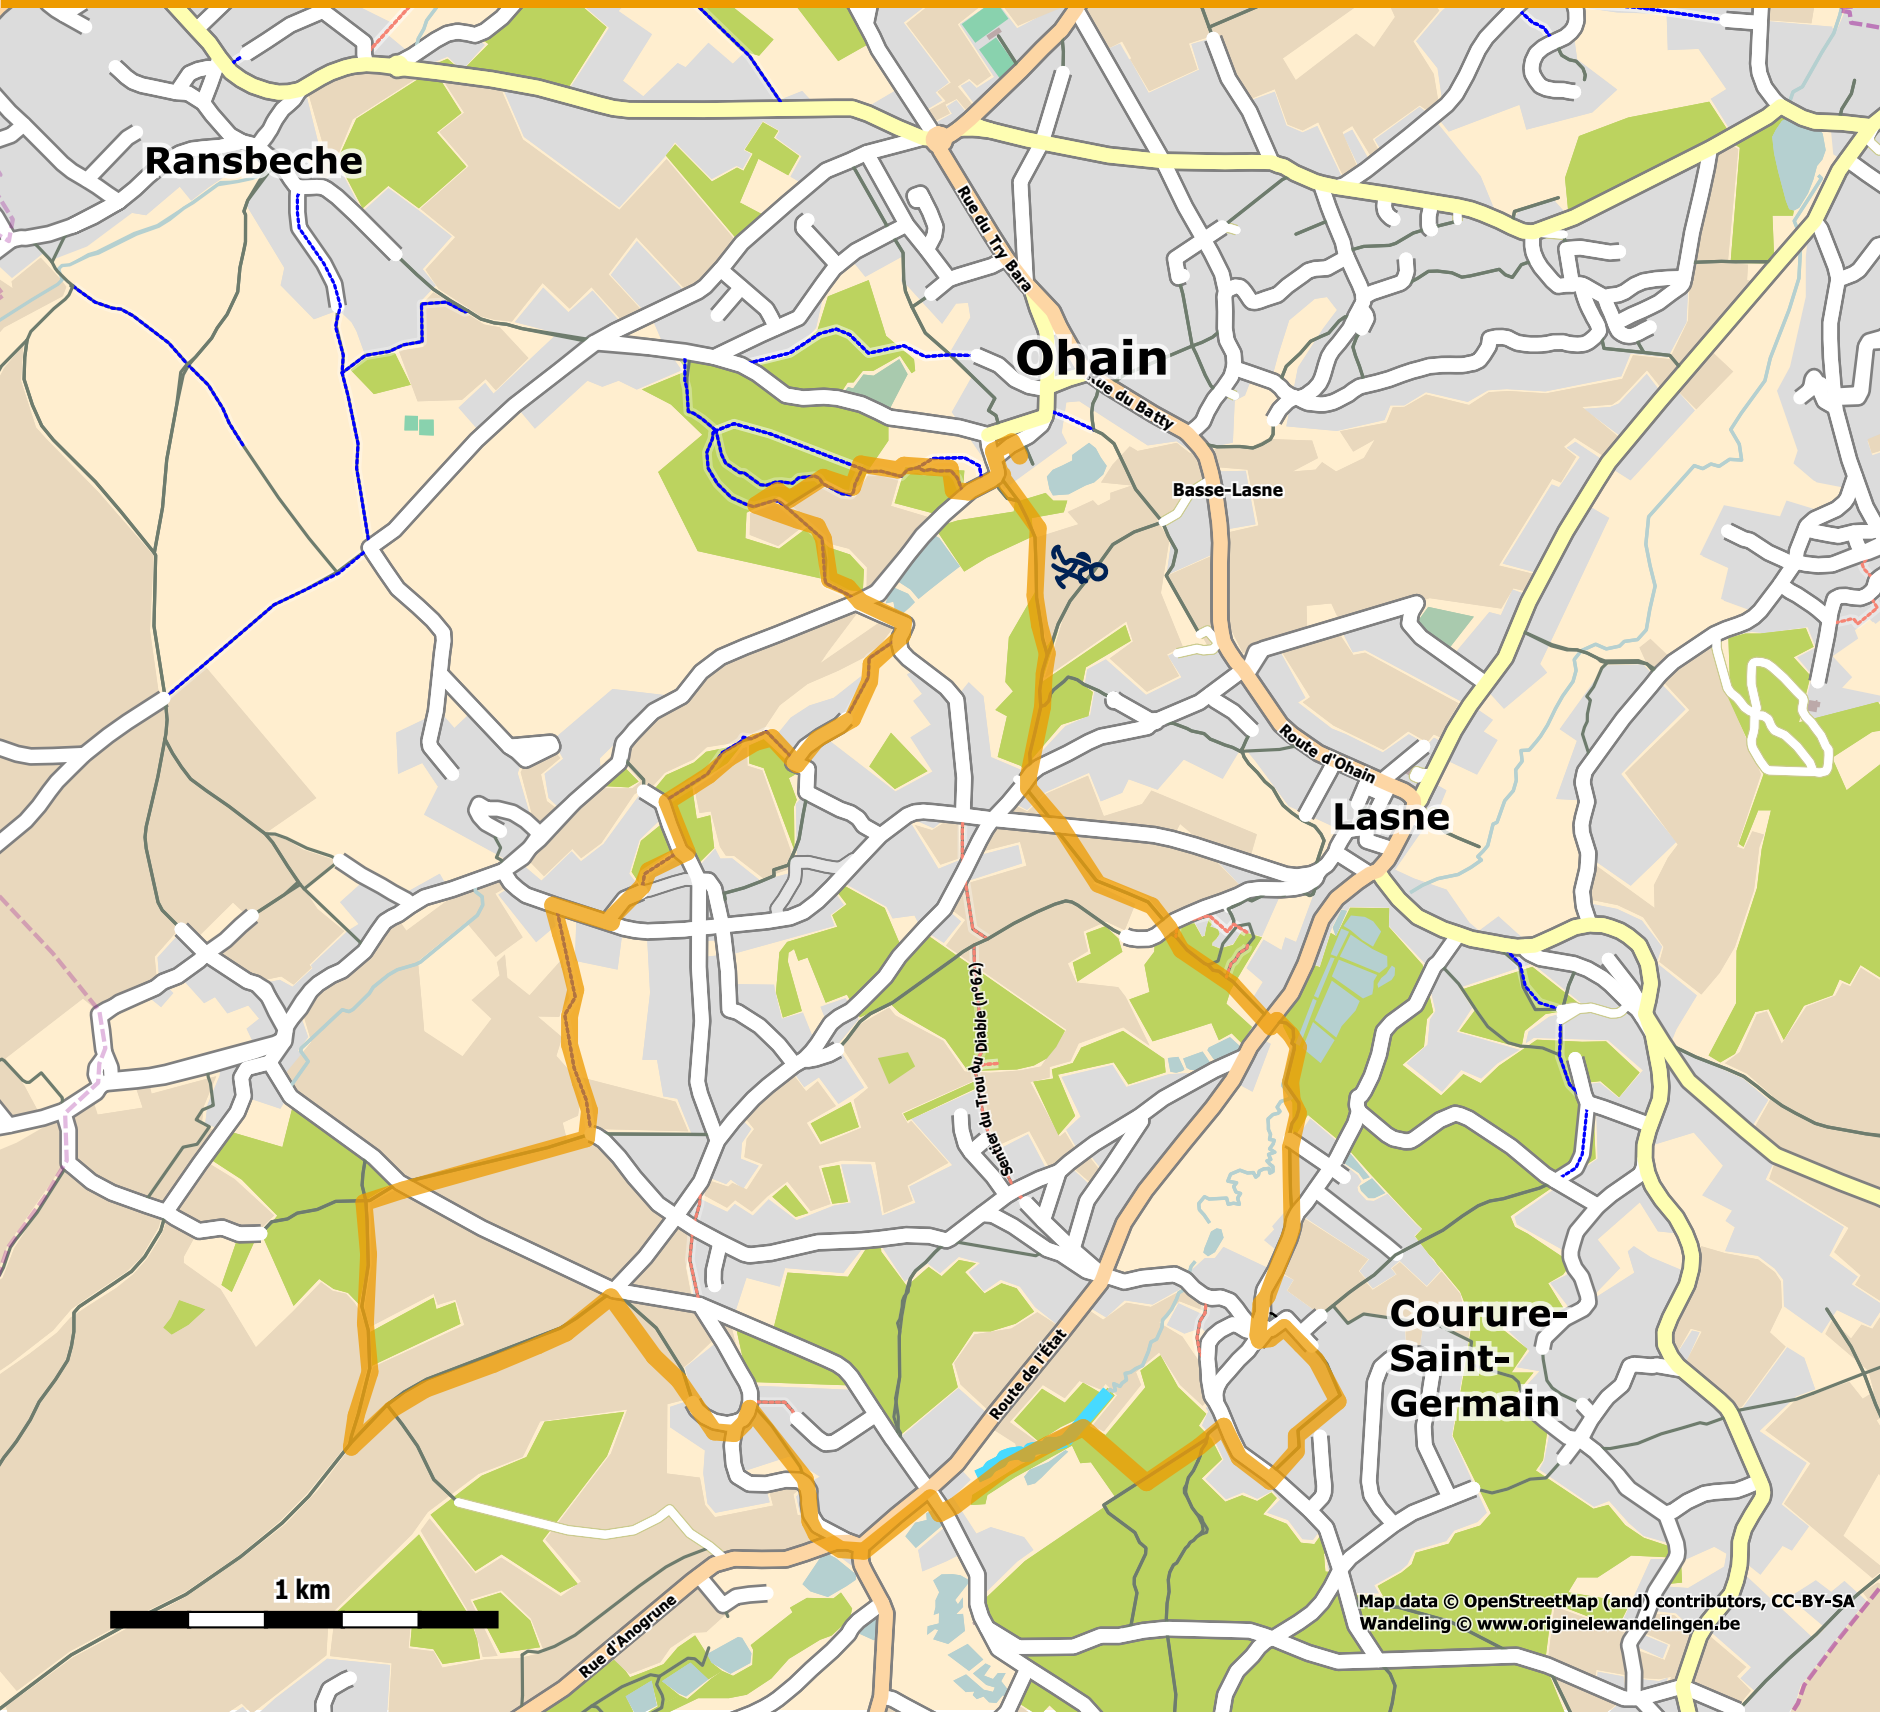 Ransbeche
Rue du Try Bara
Ohain
Rue du Batty
Basse-Lasne
Route d'Ohain
Lasne
Sentier du Trou du Diable (n°62)
Courure-
Saint-
Germain
Route de l'État
1 km
Rue d'Anogrune
Map data © OpenStreetMap (and) contributors, CC-BY-SA
Wandeling © www.originelewandelingen.be